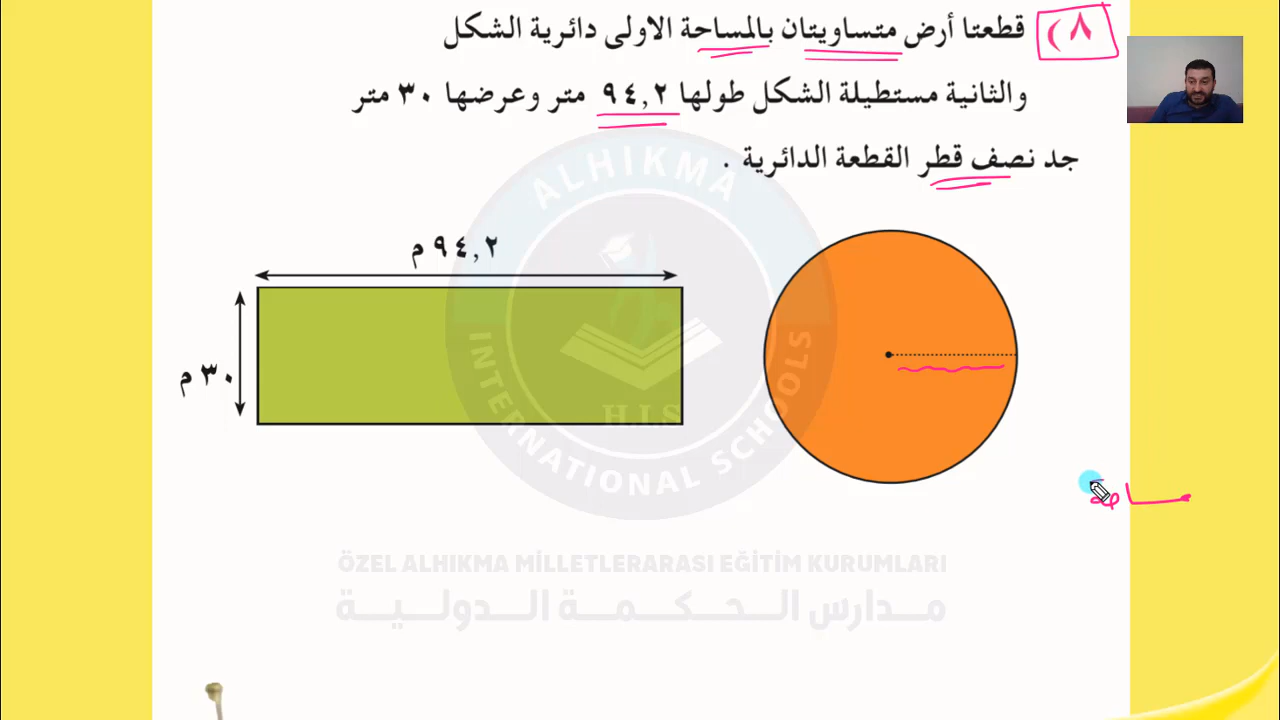 ٨) قطعتا أرض متساويتان بالمساحة الاولى دائرية الشكل
والثانية مستطيلة الشكل طولها ٩٤,٢ متر وعرضها ٣٠ متر
جد نصف قطر القطعة الدائرية .
٩٤,٢ م
٣٠ م
ALHIKMA
INTERNATIONAL SCHOOLS
H.I.S
ÖZEL ALHIKMA MİLLETLERARASI EĞİTİM KURUMLARI
مدارس الحكمة الدولية